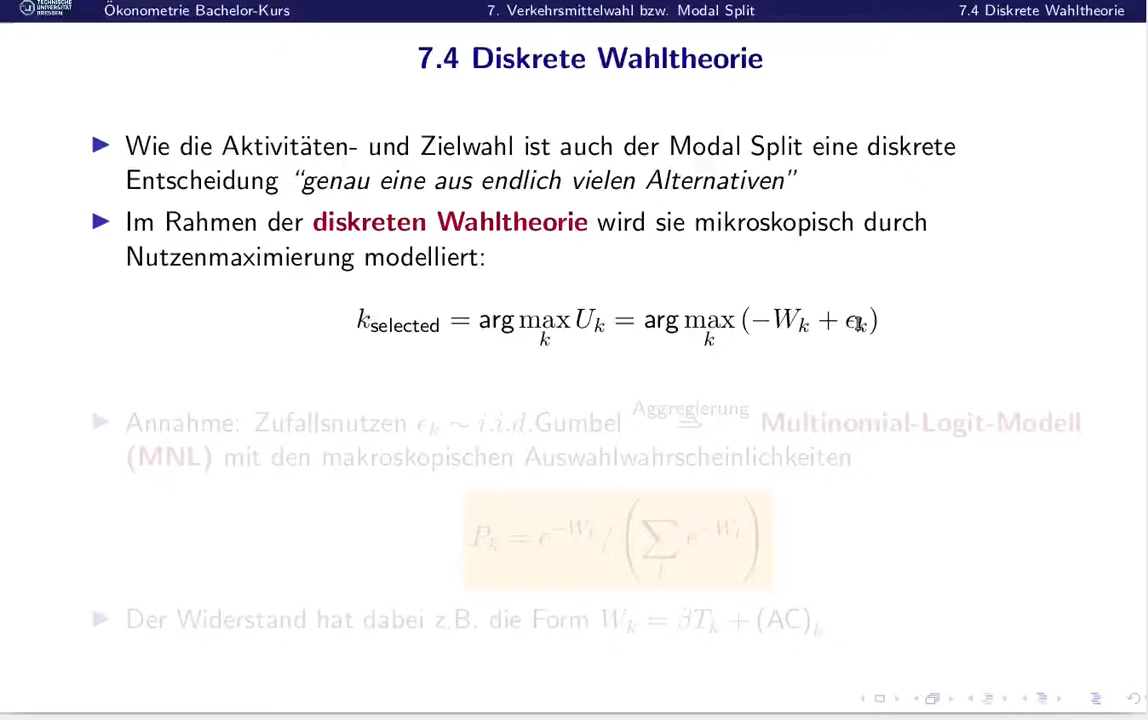 TECHNISCHE UNIVERSITÄT DRESDEN
Ökonometrie Bachelor-Kurs
7. Verkehrsmittelwahl bzw. Modal Split
7.4 Diskrete Wahltheorie
7.4 Diskrete Wahltheorie
▶ Wie die Aktivitäten- und Zielwahl ist auch der Modal Split eine diskrete
Entscheidung “genau eine aus endlich vielen Alternativen”
▶ Im Rahmen der diskreten Wahltheorie wird sie mikroskopisch durch
Nutzenmaximierung modelliert:
k_selected = arg max_k U_k = arg max_k (−W_k + ϵ_k)
▶ Annahme: Zufallsnutzen ϵ_k ∼ i.i.d.Gumbel Aggregierung ⇒ Multinomial-Logit-Modell
(MNL) mit den makroskopischen Auswahlwahrscheinlichkeiten
P_k = e^{−W_k} / (∑_l e^{−W_l})
▶ Der Widerstand hat dabei z.B. die Form W_k = βT_k + (AC)_k